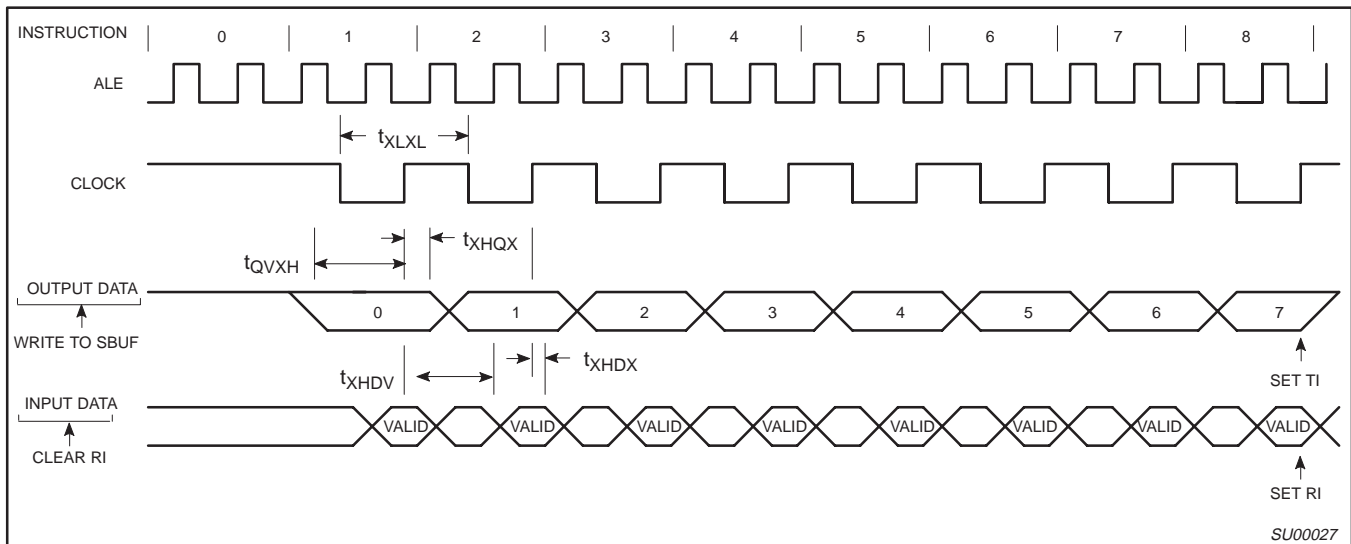 INSTRUCTION 0 1 2 3 4 5 6 7 8
ALE
tXLXL
CLOCK
tXHQX
tQVXH
OUTPUT DATA
0 1 2 3 4 5 6 7
WRITE TO SBUF
tXHDX
tXHDV
SET TI
INPUT DATA
VALID VALID VALID VALID VALID VALID VALID VALID
CLEAR RI
SET RI
SU00027